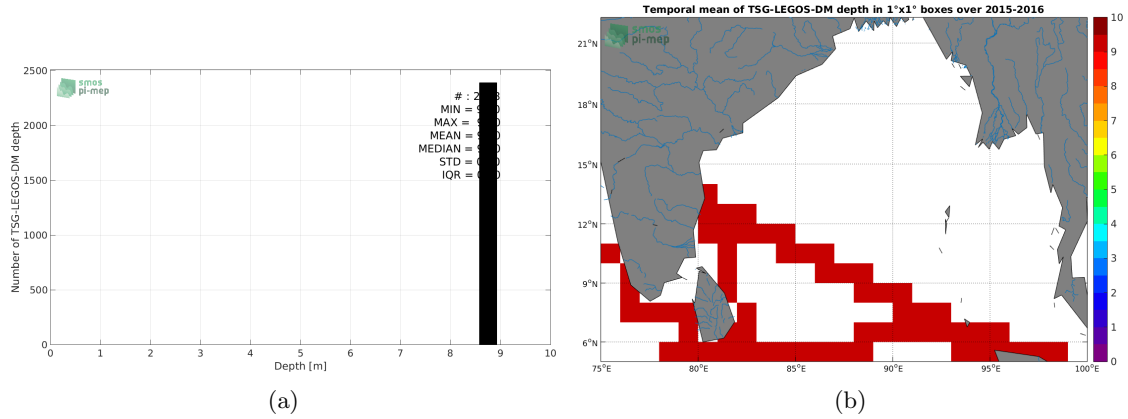 smos
pi-mep
2500
2000
1500
1000
500
0
Number of TSG-LEGOS-DM depth
# :
MIN =
MAX =
MEAN =
MEDIAN =
STD =
IQR =
0 1 2 3 4 5 6 7 8 9 10
Depth [m]
(a)
Temporal mean of TSG-LEGOS-DM depth in 1°x1° boxes over 2015-2016
smos
pi-mep
21°N
18°N
15°N
12°N
9°N
6°N
75°E 80°E 85°E 90°E 95°E 100°E
10
9
8
7
6
5
4
3
2
1
0
(b)